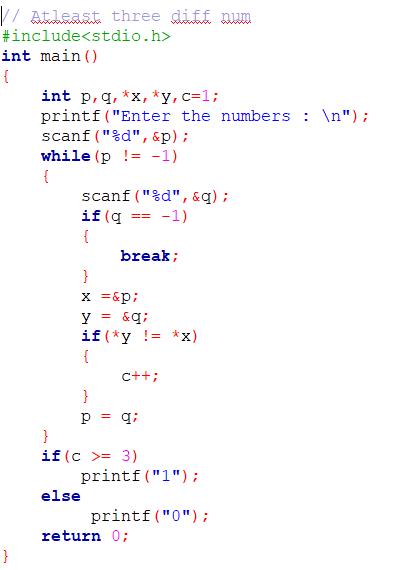 // Atleast three diff num
#include<stdio.h>
int main()
{
    int p,q,*x,*y,c=1;
    printf("Enter the numbers : \n");
    scanf("%d",&p);
    while(p != -1)
    {
        scanf("%d",&q);
        if(q == -1)
        {
            break;
        }
        x =&p;
        y = &q;
        if(*y != *x)
        {
            c++;
        }
        p = q;
    }
    if(c >= 3)
        printf("1");
    else
         printf("0");
    return 0;
}